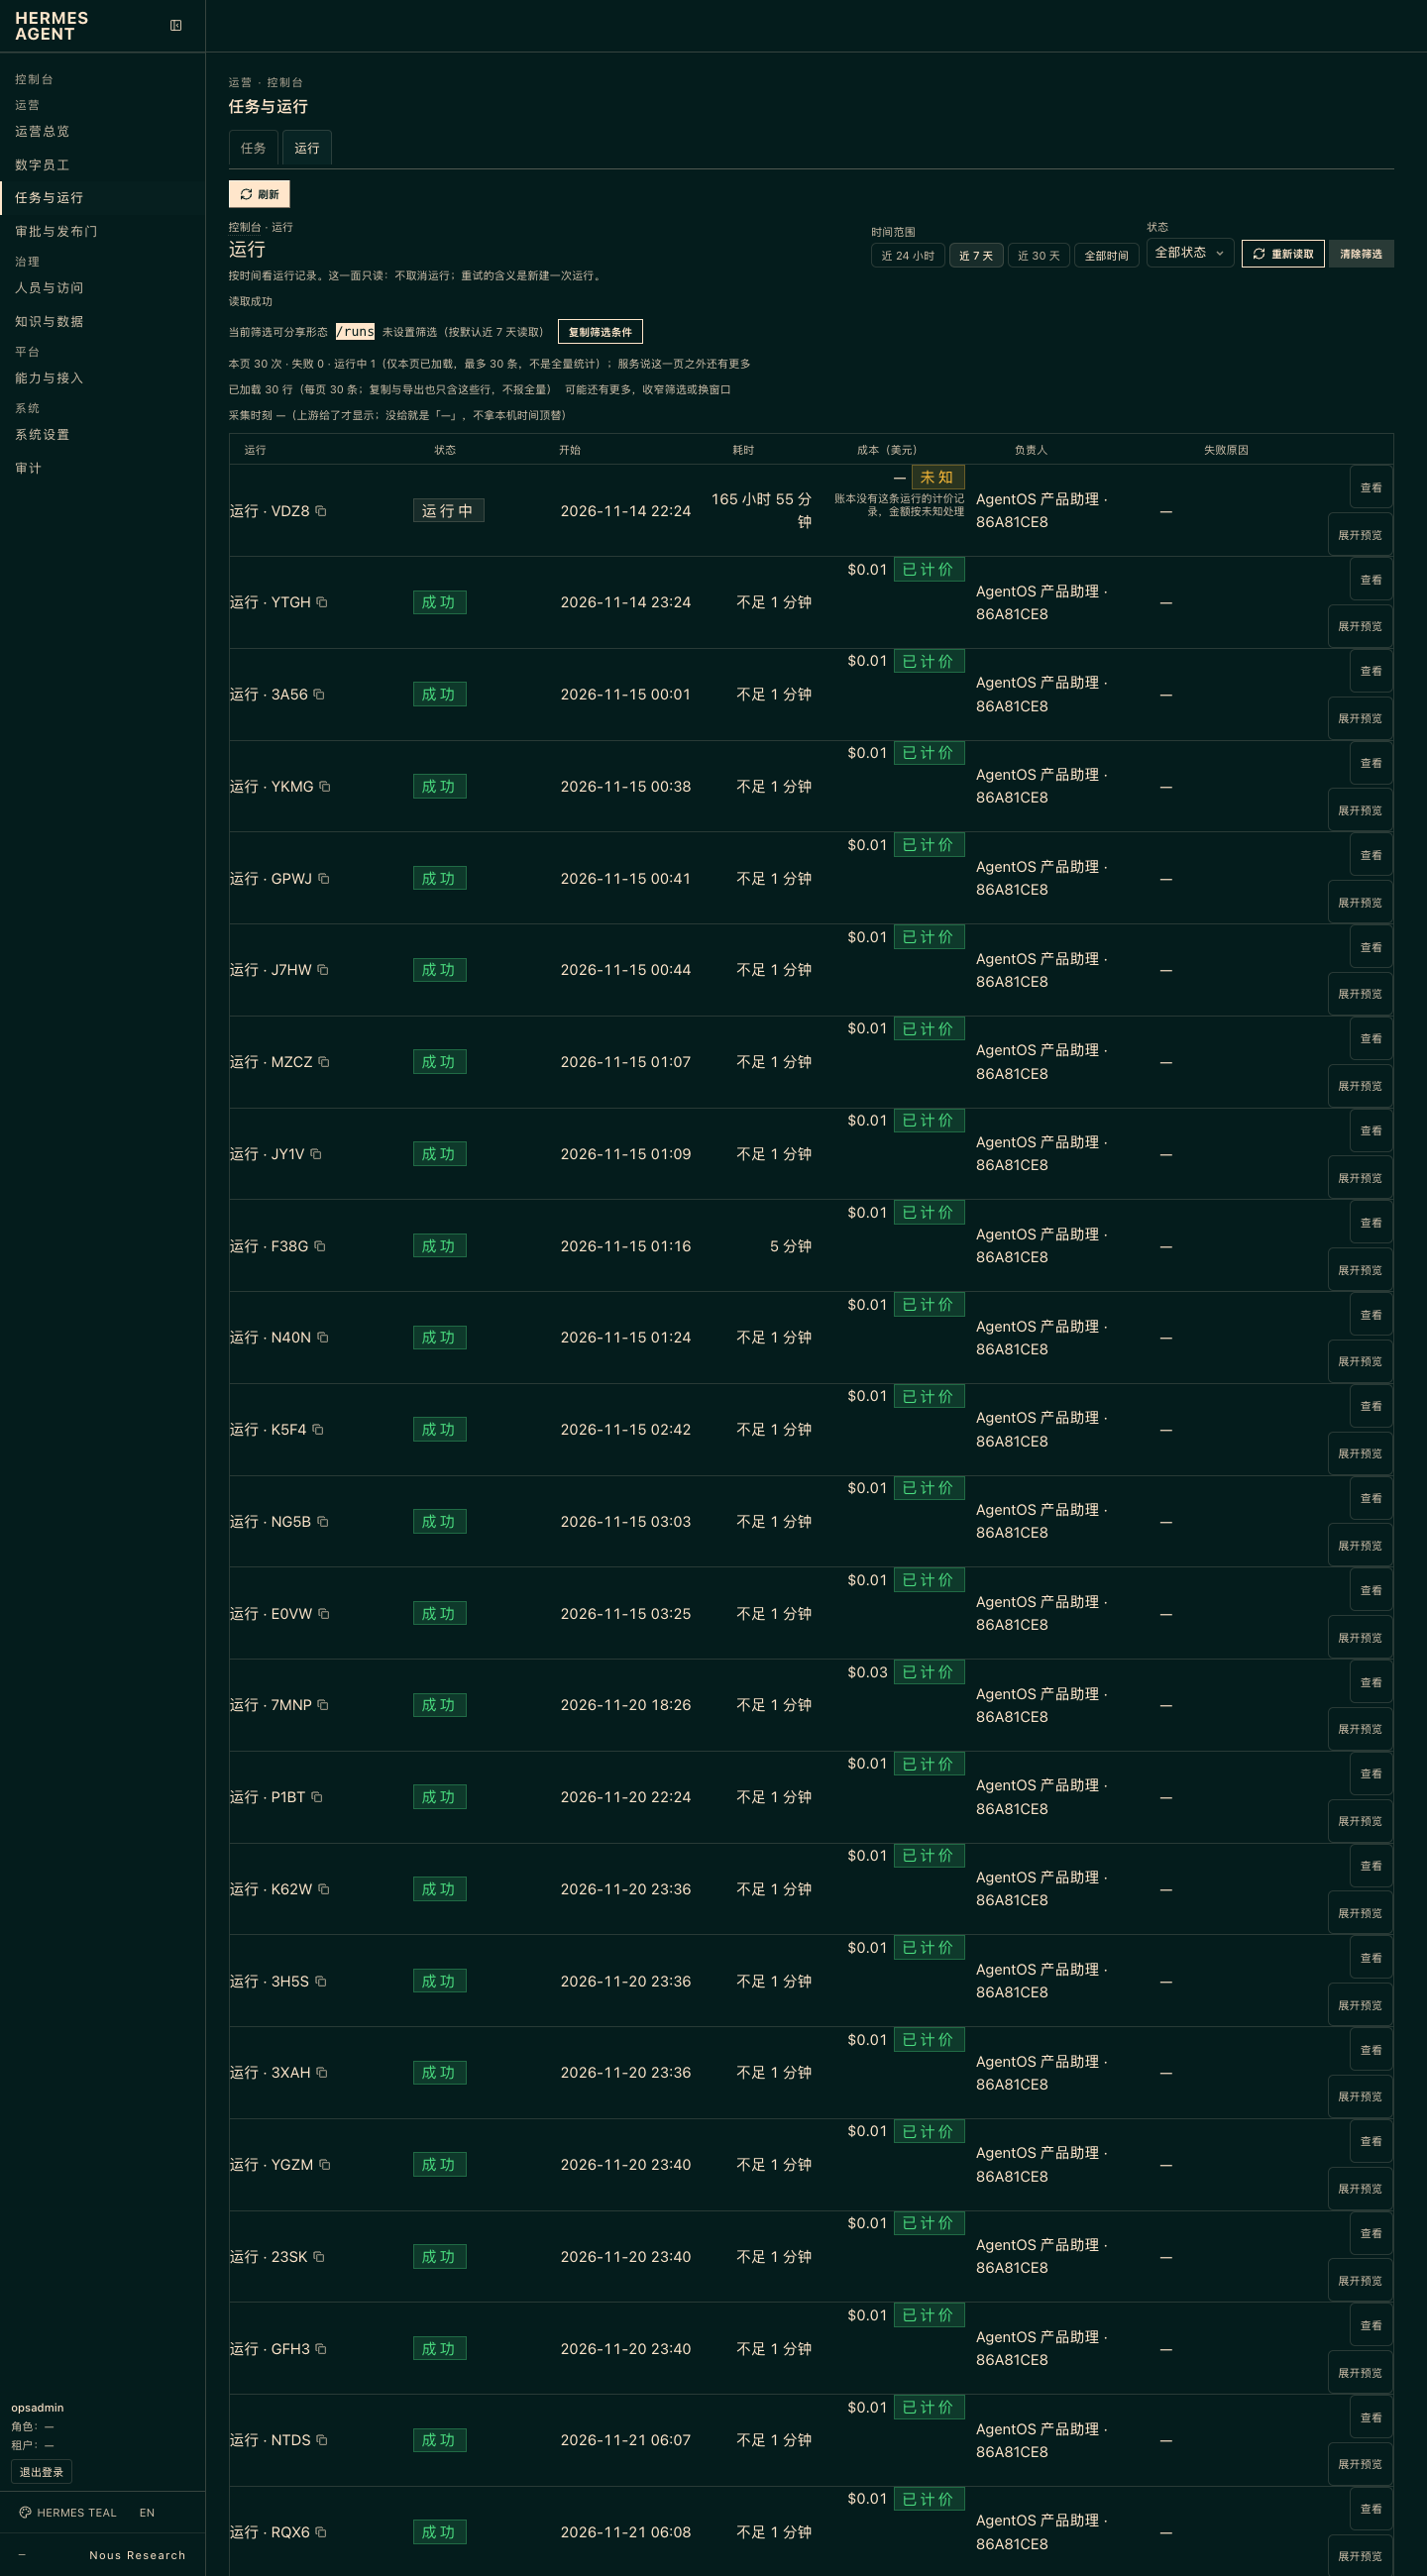 HERMES
AGENT
控制台
运营
运营总览
数字员工
任务与运行
审批与发布门
治理
人员与访问
知识与数据
平台
能力与接入
系统
系统设置
审计
opsadmin
角色：—
租户：—
退出登录
HERMES TEAL EN
— Nous Research
运营 · 控制台
任务与运行
任务 运行
刷新
控制台 · 运行
运行
按时间看运行记录。这一面只读：不取消运行；重试的含义是新建一次运行。
读取成功
时间范围
近 24 小时 近 7 天 近 30 天 全部时间
状态
全部状态 重新读取 清除筛选
当前筛选可分享形态 /runs 未设置筛选（按默认近 7 天读取） 复制筛选条件
本页 30 次 · 失败 0 · 运行中 1（仅本页已加载，最多 30 条，不是全量统计）；服务说这一页之外还有更多
已加载 30 行（每页 30 条；复制与导出也只含这些行，不报全量） 可能还有更多，收窄筛选或换窗口
采集时刻 —（上游给了才显示；没给就是「—」，不拿本机时间顶替）
运行 状态 开始 耗时 成本（美元） 负责人 失败原因
运行 · VDZ8 运行中 2026-11-14 22:24 165 小时 55 分钟 — 未知 账本没有这条运行的计价记录，金额按未知处理 AgentOS 产品助理 · 86A81CE8 — 查看 展开预览
运行 · YTGH 成功 2026-11-14 23:24 不足 1 分钟 $0.01 已计价 AgentOS 产品助理 · 86A81CE8 — 查看 展开预览
运行 · 3A56 成功 2026-11-15 00:01 不足 1 分钟 $0.01 已计价 AgentOS 产品助理 · 86A81CE8 — 查看 展开预览
运行 · YKMG 成功 2026-11-15 00:38 不足 1 分钟 $0.01 已计价 AgentOS 产品助理 · 86A81CE8 — 查看 展开预览
运行 · GPWJ 成功 2026-11-15 00:41 不足 1 分钟 $0.01 已计价 AgentOS 产品助理 · 86A81CE8 — 查看 展开预览
运行 · J7HW 成功 2026-11-15 00:44 不足 1 分钟 $0.01 已计价 AgentOS 产品助理 · 86A81CE8 — 查看 展开预览
运行 · MZCZ 成功 2026-11-15 01:07 不足 1 分钟 $0.01 已计价 AgentOS 产品助理 · 86A81CE8 — 查看 展开预览
运行 · JY1V 成功 2026-11-15 01:09 不足 1 分钟 $0.01 已计价 AgentOS 产品助理 · 86A81CE8 — 查看 展开预览
运行 · F38G 成功 2026-11-15 01:16 5 分钟 $0.01 已计价 AgentOS 产品助理 · 86A81CE8 — 查看 展开预览
运行 · N40N 成功 2026-11-15 01:24 不足 1 分钟 $0.01 已计价 AgentOS 产品助理 · 86A81CE8 — 查看 展开预览
运行 · K5F4 成功 2026-11-15 02:42 不足 1 分钟 $0.01 已计价 AgentOS 产品助理 · 86A81CE8 — 查看 展开预览
运行 · NG5B 成功 2026-11-15 03:03 不足 1 分钟 $0.01 已计价 AgentOS 产品助理 · 86A81CE8 — 查看 展开预览
运行 · E0VW 成功 2026-11-15 03:25 不足 1 分钟 $0.01 已计价 AgentOS 产品助理 · 86A81CE8 — 查看 展开预览
运行 · 7MNP 成功 2026-11-20 18:26 不足 1 分钟 $0.03 已计价 AgentOS 产品助理 · 86A81CE8 — 查看 展开预览
运行 · P1BT 成功 2026-11-20 22:24 不足 1 分钟 $0.01 已计价 AgentOS 产品助理 · 86A81CE8 — 查看 展开预览
运行 · K62W 成功 2026-11-20 23:36 不足 1 分钟 $0.01 已计价 AgentOS 产品助理 · 86A81CE8 — 查看 展开预览
运行 · 3H5S 成功 2026-11-20 23:36 不足 1 分钟 $0.01 已计价 AgentOS 产品助理 · 86A81CE8 — 查看 展开预览
运行 · 3XAH 成功 2026-11-20 23:36 不足 1 分钟 $0.01 已计价 AgentOS 产品助理 · 86A81CE8 — 查看 展开预览
运行 · YGZM 成功 2026-11-20 23:40 不足 1 分钟 $0.01 已计价 AgentOS 产品助理 · 86A81CE8 — 查看 展开预览
运行 · 23SK 成功 2026-11-20 23:40 不足 1 分钟 $0.01 已计价 AgentOS 产品助理 · 86A81CE8 — 查看 展开预览
运行 · GFH3 成功 2026-11-20 23:40 不足 1 分钟 $0.01 已计价 AgentOS 产品助理 · 86A81CE8 — 查看 展开预览
运行 · NTDS 成功 2026-11-21 06:07 不足 1 分钟 $0.01 已计价 AgentOS 产品助理 · 86A81CE8 — 查看 展开预览
运行 · RQX6 成功 2026-11-21 06:08 不足 1 分钟 $0.01 已计价 AgentOS 产品助理 · 86A81CE8 — 查看 展开预览